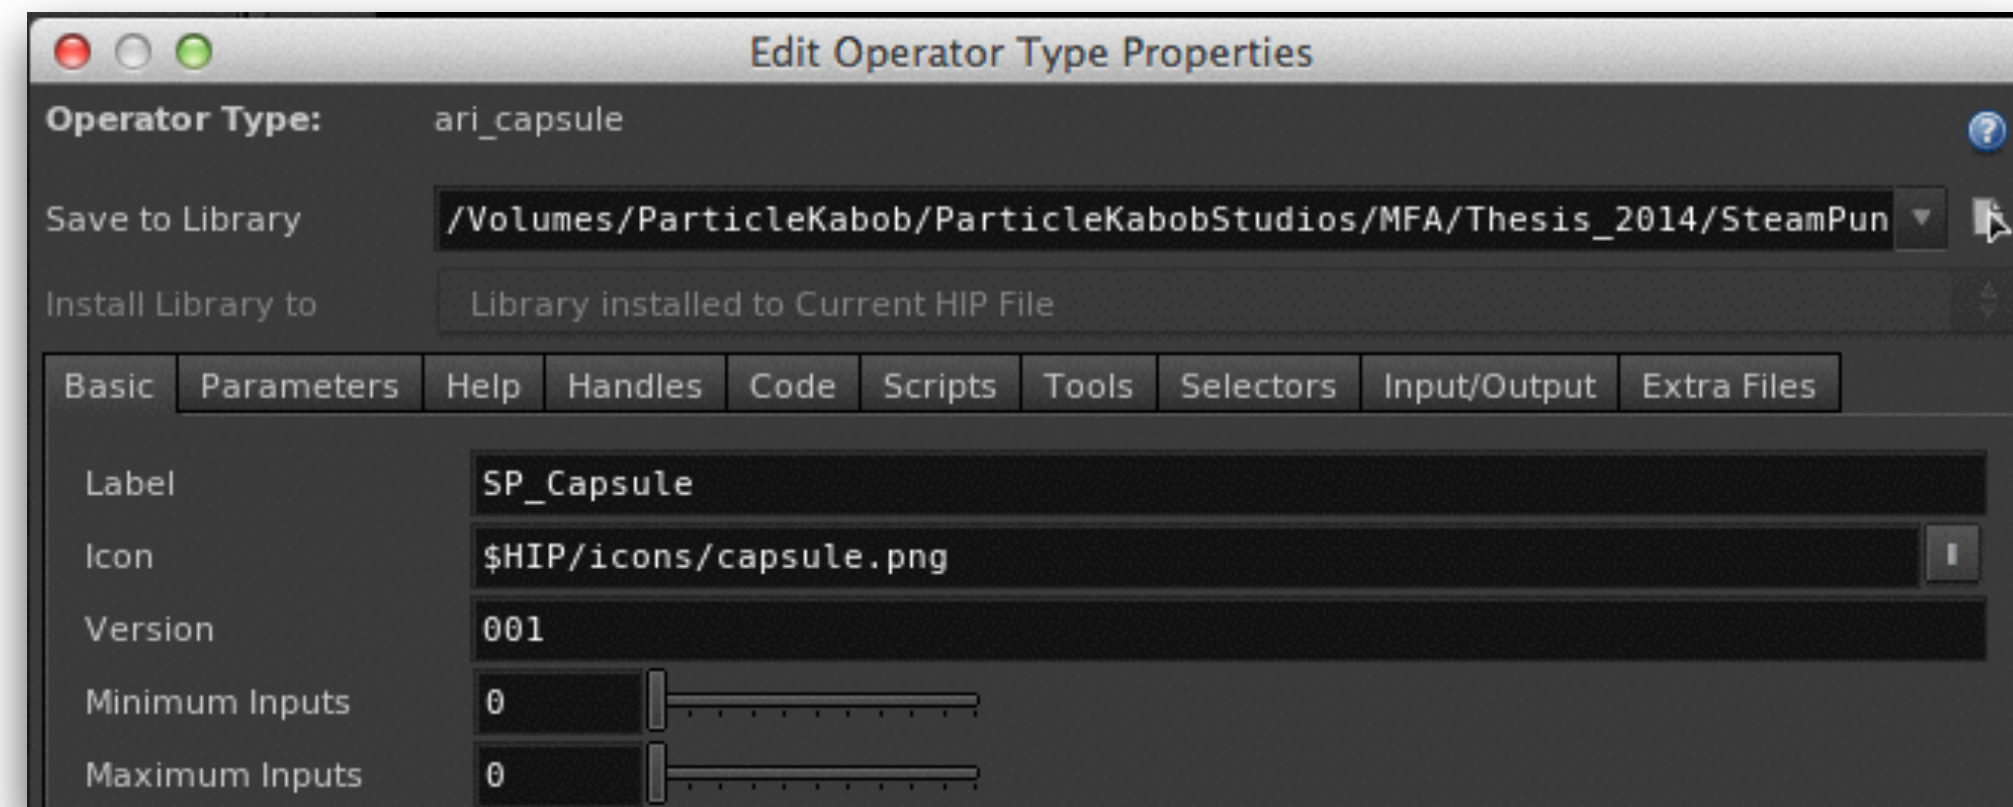 Edit Operator Type Properties
Operator Type: ari_capsule
?
Save to Library /Volumes/ParticleKabob/ParticleKabobStudios/MFA/Thesis_2014/SteamPun
Install Library to Library installed to Current HIP File
Basic Parameters Help Handles Code Scripts Tools Selectors Input/Output Extra Files
Label SP_Capsule
Icon $HIP/icons/capsule.png
Version 001
Minimum Inputs 0
Maximum Inputs 0